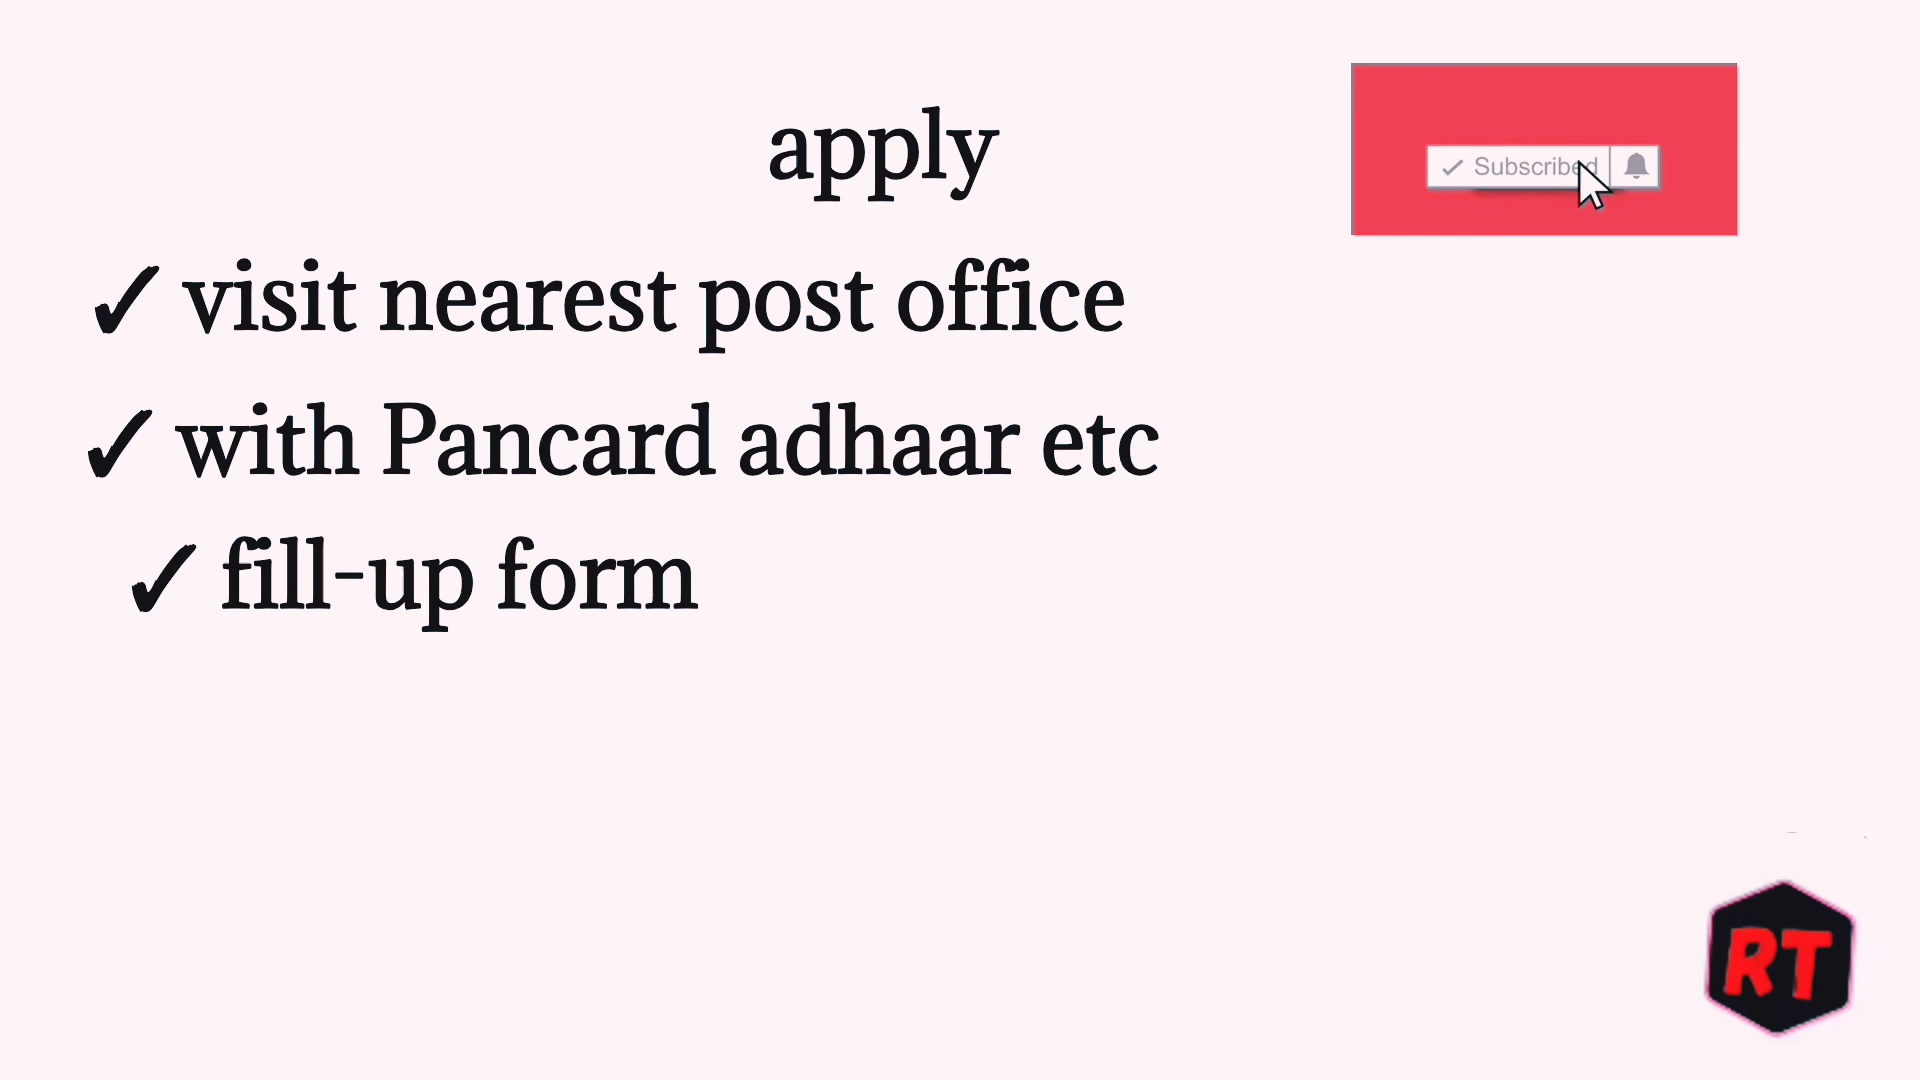 apply
Subscribed
✓ visit nearest post office
✓ with Pancard adhaar etc
✓ fill-up form
RT